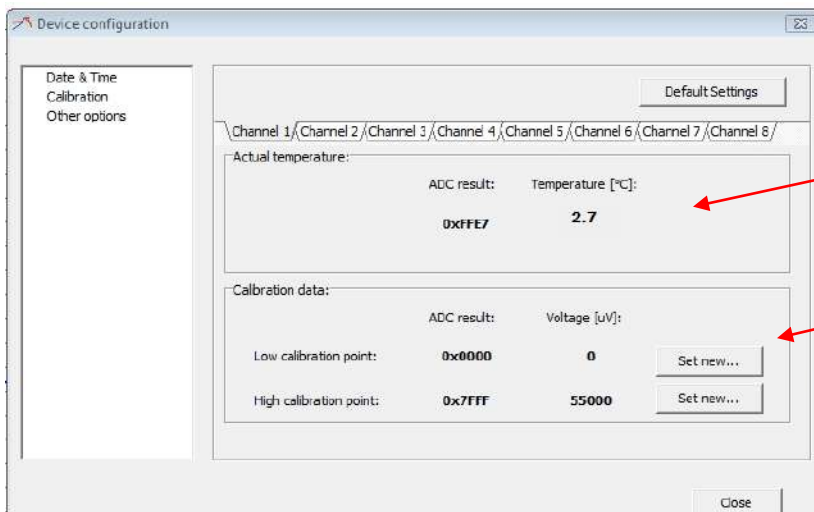 Device configuration
Date & Time
Calibration
Other options
Default Settings
Channel 1 Channel 2 Channel 3 Channel 4 Channel 5 Channel 6 Channel 7 Channel 8
Actual temperature:
ADC result: Temperature [°C]:
0xFFE7 2.7
Calibration data:
ADC result: Voltage [uV]:
Low calibration point: 0x0000 0 Set new...
High calibration point: 0x7FFF 55000 Set new...
Close